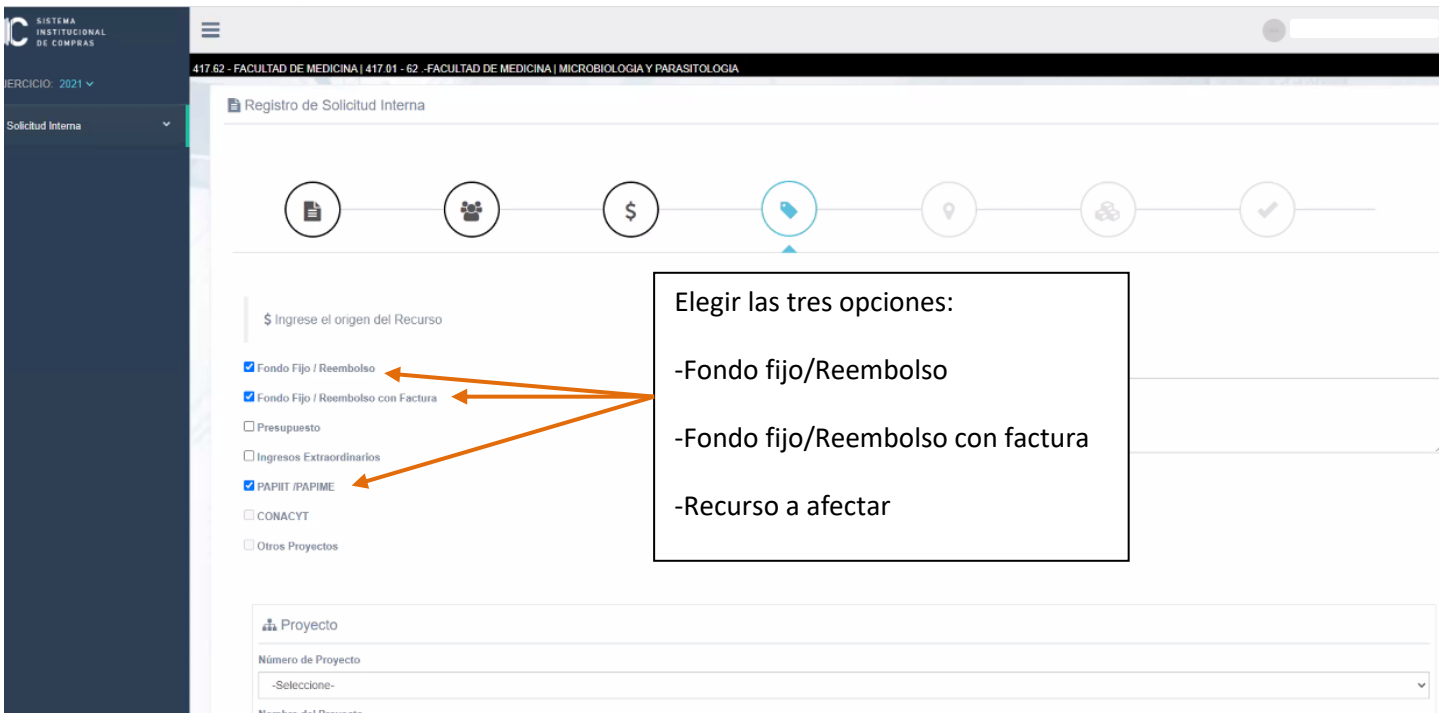 SISTEMA
INSTITUCIONAL
DE COMPRAS
417.62 - FACULTAD DE MEDICINA | 417.01 - 62 .-FACULTAD DE MEDICINA | MICROBIOLOGIA Y PARASITOLOGIA
JERCICIO: 2021
Registro de Solicitud Interna
Solicitud Interna
$ Ingrese el origen del Recurso
Fondo Fijo / Reembolso
Fondo Fijo / Reembolso con Factura
Presupuesto
Ingresos Extraordinarios
PAPIIT /PAPIME
CONACYT
Otros Proyectos
Elegir las tres opciones:
-Fondo fijo/Reembolso
-Fondo fijo/Reembolso con factura
-Recurso a afectar
Proyecto
Número de Proyecto
-Seleccione-
Nombre del Proyecto